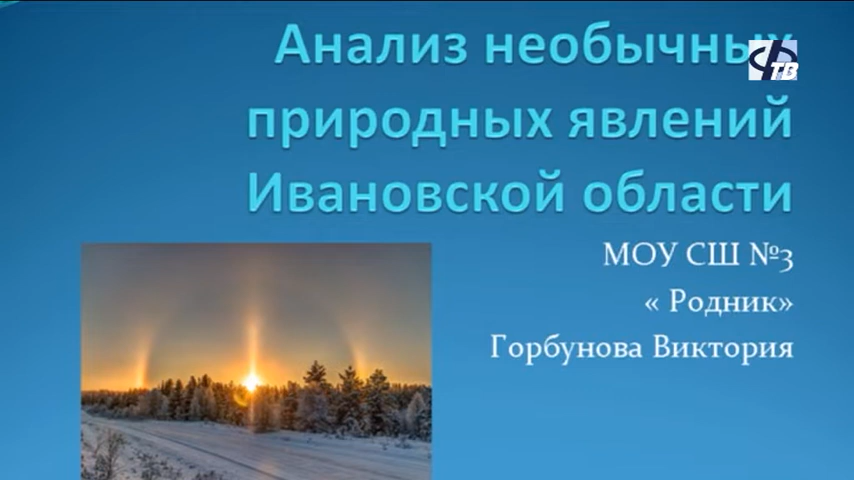 Анализ необычных
природных явлений
Ивановской области
МОУ СШ №3
« Родник»
Горбунова Виктория
ТВ